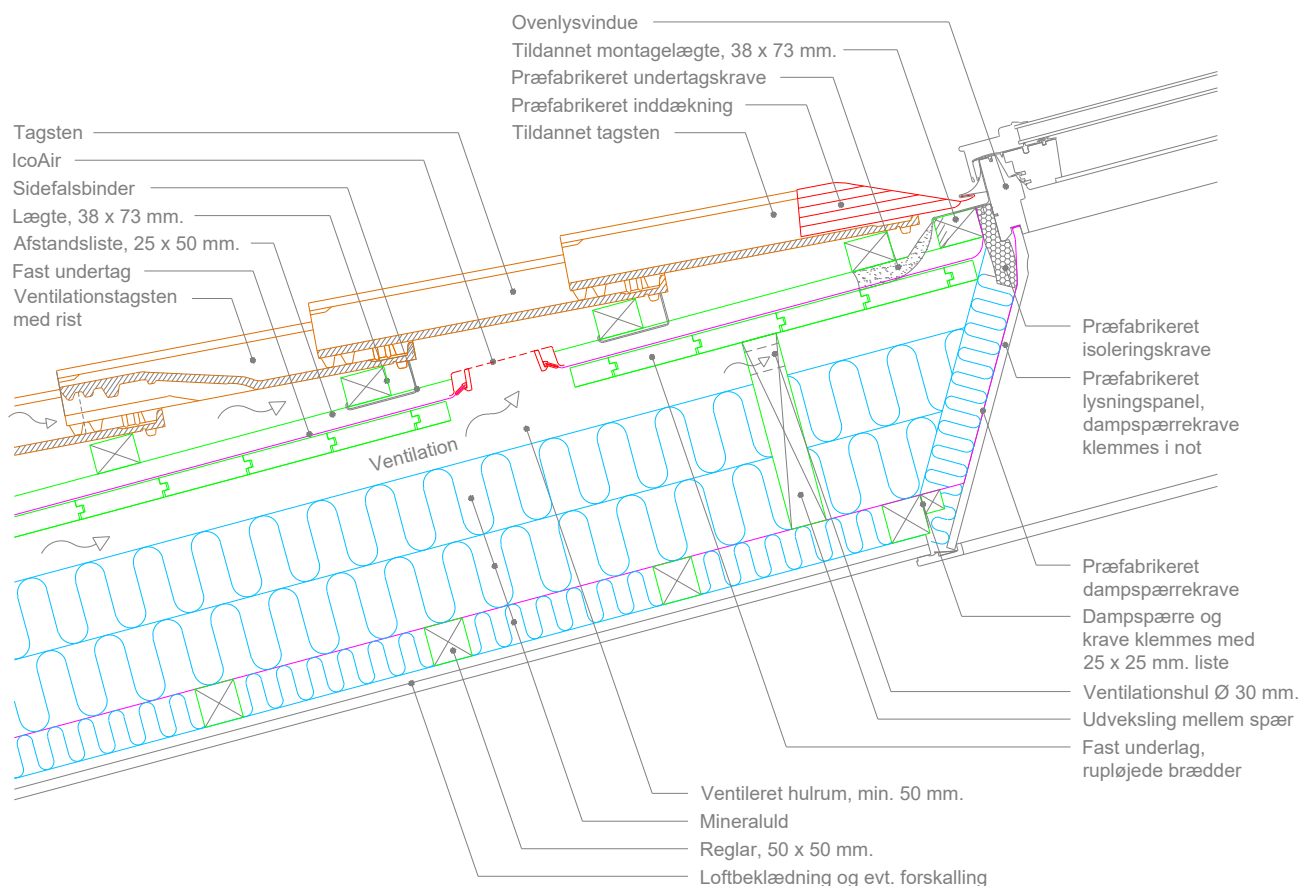 Ovenlysvindue
Tildannet montagelægte, 38 x 73 mm.
Præfabrikeret undertagskrave
Præfabrikeret inddækning
Tildannet tagsten
Tagsten
IcoAir
Sidefalsbinder
Lægte, 38 x 73 mm.
Afstandsliste, 25 x 50 mm.
Fast undertag
Ventilationstagsten
med rist
Ventilation
Præfabrikeret
isoleringskrave
Præfabrikeret
lysningspanel,
dampspærrekrave
klemmes i not
Præfabrikeret
dampspærrekrave
Dampspærre og
krave klemmes med
25 x 25 mm. liste
Ventilationshul Ø 30 mm.
Udveksling mellem spær
Fast underlag,
rupløjede brædder
Ventileret hulrum, min. 50 mm.
Mineraluld
Reglar, 50 x 50 mm.
Loftbeklædning og evt. forskalling